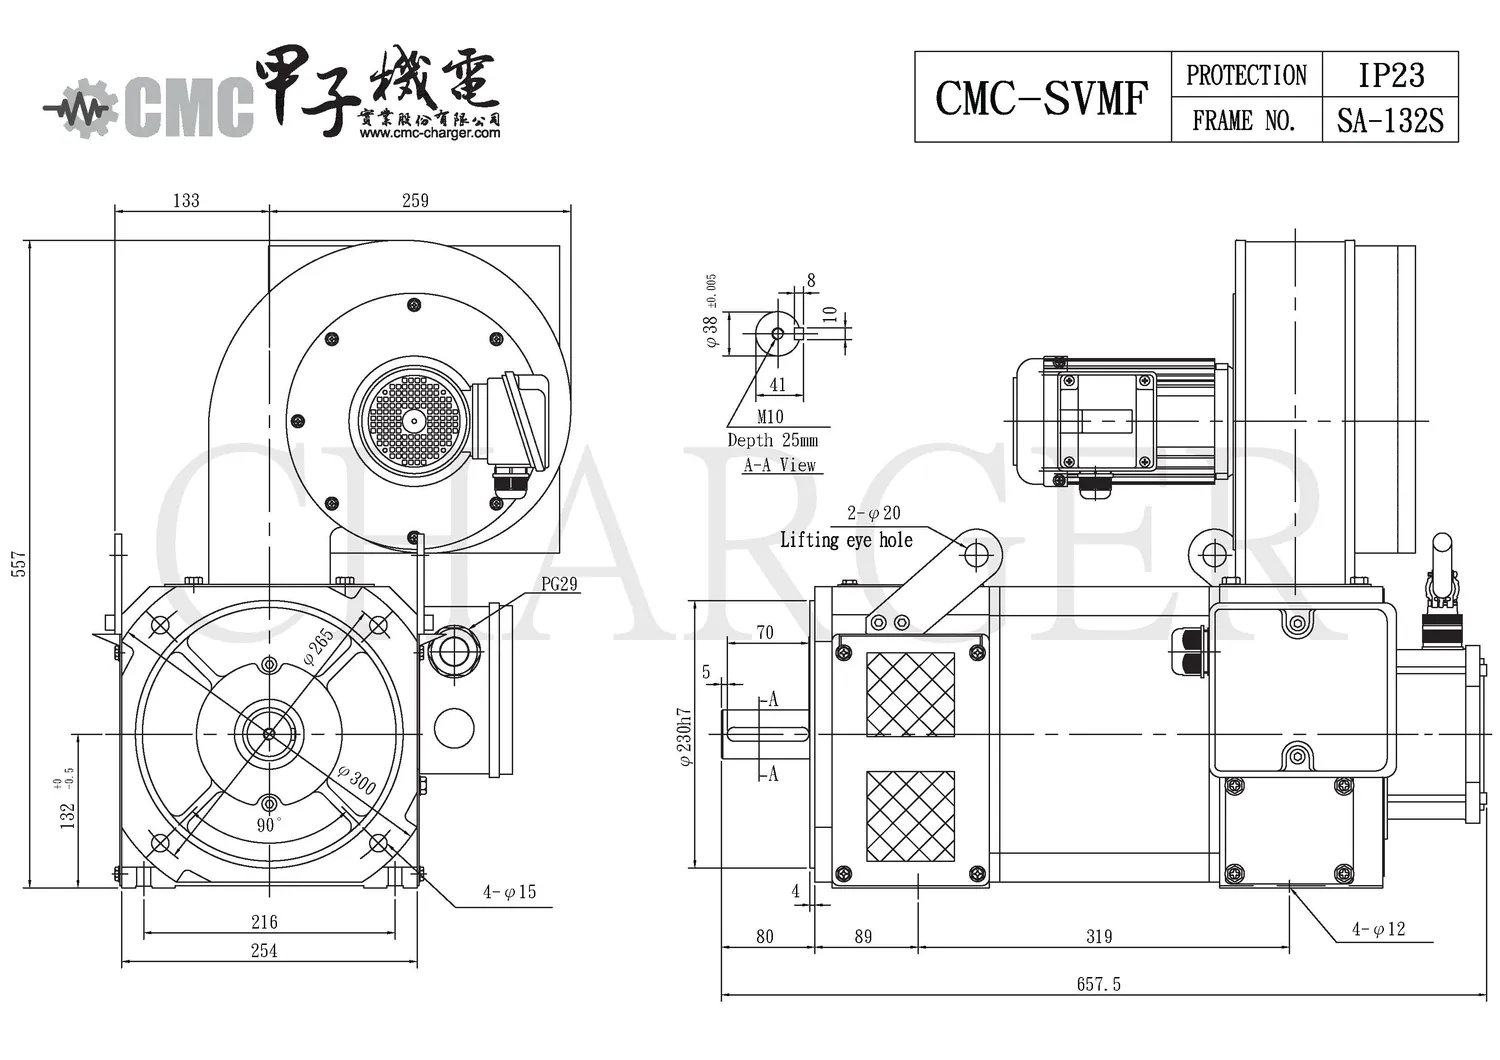 CMC 甲子機電
實業股份有限公司
www.cmc-charger.com
CMC-SVMF
PROTECTION
IP23
FRAME NO.
SA-132S
133
259
557
φ38 ±0.005
8
10
41
M10
Depth 25mm
A-A View
2-φ20
Lifting eye hole
PG29
CHARGER
φ265
φ300
90°
132 +0 -0.5
4-φ15
216
254
70
5
A
A
φ230h7
4
80
89
319
4-φ12
657.5